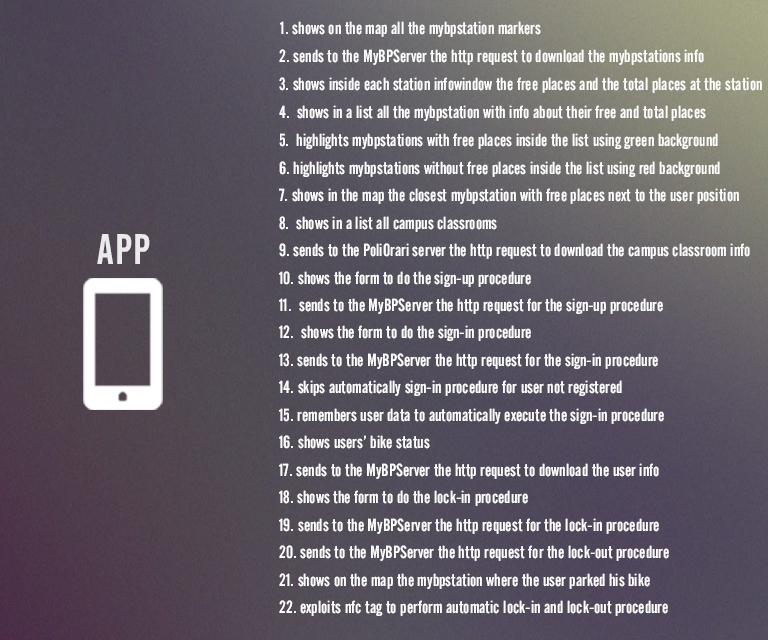 APP
1. shows on the map all the mybpstation markers
2. sends to the MyBPServer the http request to download the mybpstations info
3. shows inside each station infowindow the free places and the total places at the station
4. shows in a list all the mybpstation with info about their free and total places
5. highlights mybpstations with free places inside the list using green background
6. highlights mybpstations without free places inside the list using red background
7. shows in the map the closest mybpstation with free places next to the user position
8. shows in a list all campus classrooms
9. sends to the PoliOrari server the http request to download the campus classroom info
10. shows the form to do the sign-up procedure
11. sends to the MyBPServer the http request for the sign-up procedure
12. shows the form to do the sign-in procedure
13. sends to the MyBPServer the http request for the sign-in procedure
14. skips automatically sign-in procedure for user not registered
15. remembers user data to automatically execute the sign-in procedure
16. shows users' bike status
17. sends to the MyBPServer the http request to download the user info
18. shows the form to do the lock-in procedure
19. sends to the MyBPServer the http request for the lock-in procedure
20. sends to the MyBPServer the http request for the lock-out procedure
21. shows on the map the mybpstation where the user parked his bike
22. exploits nfc tag to perform automatic lock-in and lock-out procedure